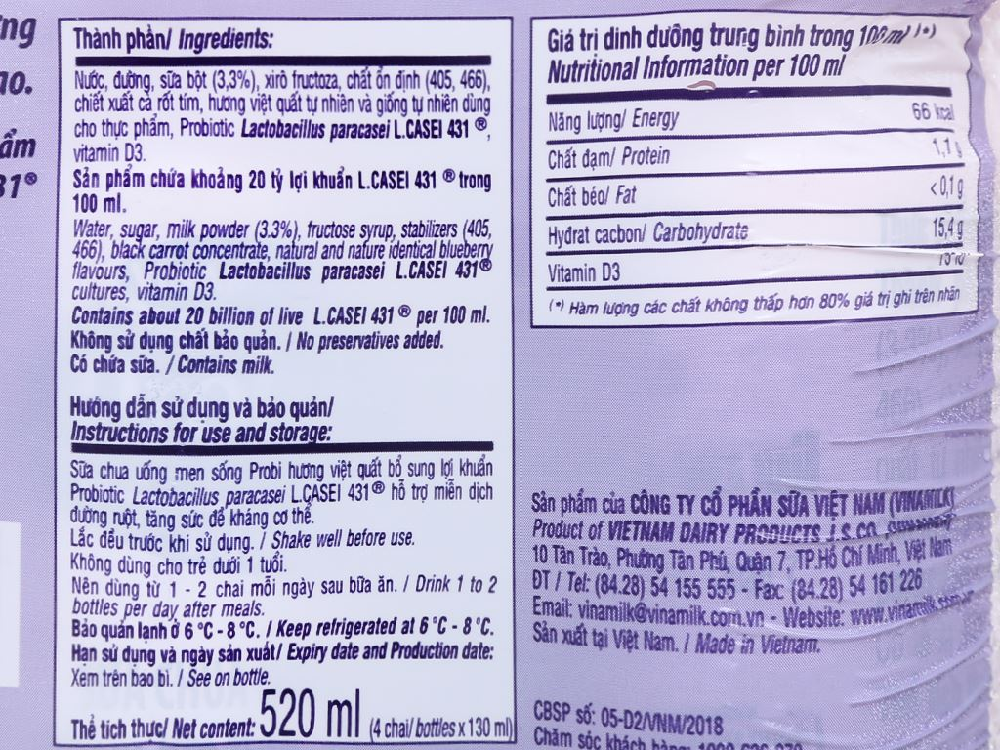 ng
ao.
ẩm
31®
Thành phần/ Ingredients:
Nước, đường, sữa bột (3,3%), xirô fructoza, chất ổn định (405, 466),
chiết xuất cà rốt tím, hương việt quất tự nhiên và giống tự nhiên dùng
cho thực phẩm, Probiotic Lactobacillus paracasei L.CASEI 431 ®,
vitamin D3.
Sản phẩm chứa khoảng 20 tỷ lợi khuẩn L.CASEI 431 ® trong
100 ml.
Water, sugar, milk powder (3.3%), fructose syrup, stabilizers (405,
466), black carrot concentrate, natural and nature identical blueberry
flavours, Probiotic Lactobacillus paracasei L.CASEI 431®
cultures, vitamin D3.
Contains about 20 billion of live L.CASEI 431 ® per 100 ml.
Không sử dụng chất bảo quản. / No preservatives added.
Có chứa sữa. / Contains milk.
Hướng dẫn sử dụng và bảo quản/
Instructions for use and storage:
Sữa chua uống men sống Probi hương việt quất bổ sung lợi khuẩn
Probiotic Lactobacillus paracasei L.CASEI 431® hỗ trợ miễn dịch
đường ruột, tăng sức đề kháng cơ thể.
Lắc đều trước khi sử dụng. / Shake well before use.
Không dùng cho trẻ dưới 1 tuổi.
Nên dùng từ 1 - 2 chai mỗi ngày sau bữa ăn. / Drink 1 to 2
bottles per day after meals.
Bảo quản lạnh ở 6 °C - 8 °C. / Keep refrigerated at 6 °C - 8 °C.
Hạn sử dụng và ngày sản xuất/ Expiry date and Production date:
Xem trên bao bì. / See on bottle.
Thể tích thực/ Net content: 520 ml (4 chai/ bottles x 130 ml)
Giá trị dinh dưỡng trung bình trong 100 ml (*)
Nutritional Information per 100 ml
Năng lượng/ Energy 66 kcal
Chất đạm/ Protein 1,1 g
Chất béo/ Fat < 0,1 g
Hyđrat cacbon/ Carbohydrate 15,4 g
Vitamin D3
(*) Hàm lượng các chất không thấp hơn 80% giá trị ghi trên nhãn
Sản phẩm của CÔNG TY CỔ PHẦN SỮA VIỆT NAM (VINAMILK)
Product of VIETNAM DAIRY PRODUCTS J.S.CO.
10 Tân Trào, Phường Tân Phú, Quận 7, TP.Hồ Chí Minh, Việt Nam
ĐT / Tel: (84.28) 54 155 555 - Fax: (84.28) 54 161 226
Email: vinamilk@vinamilk.com.vn - Website: www.vinamilk.com.vn
Sản xuất tại Việt Nam. / Made in Vietnam.
CBSP số: 05-D2/VNM/2018
Chăm sóc khách hàng: